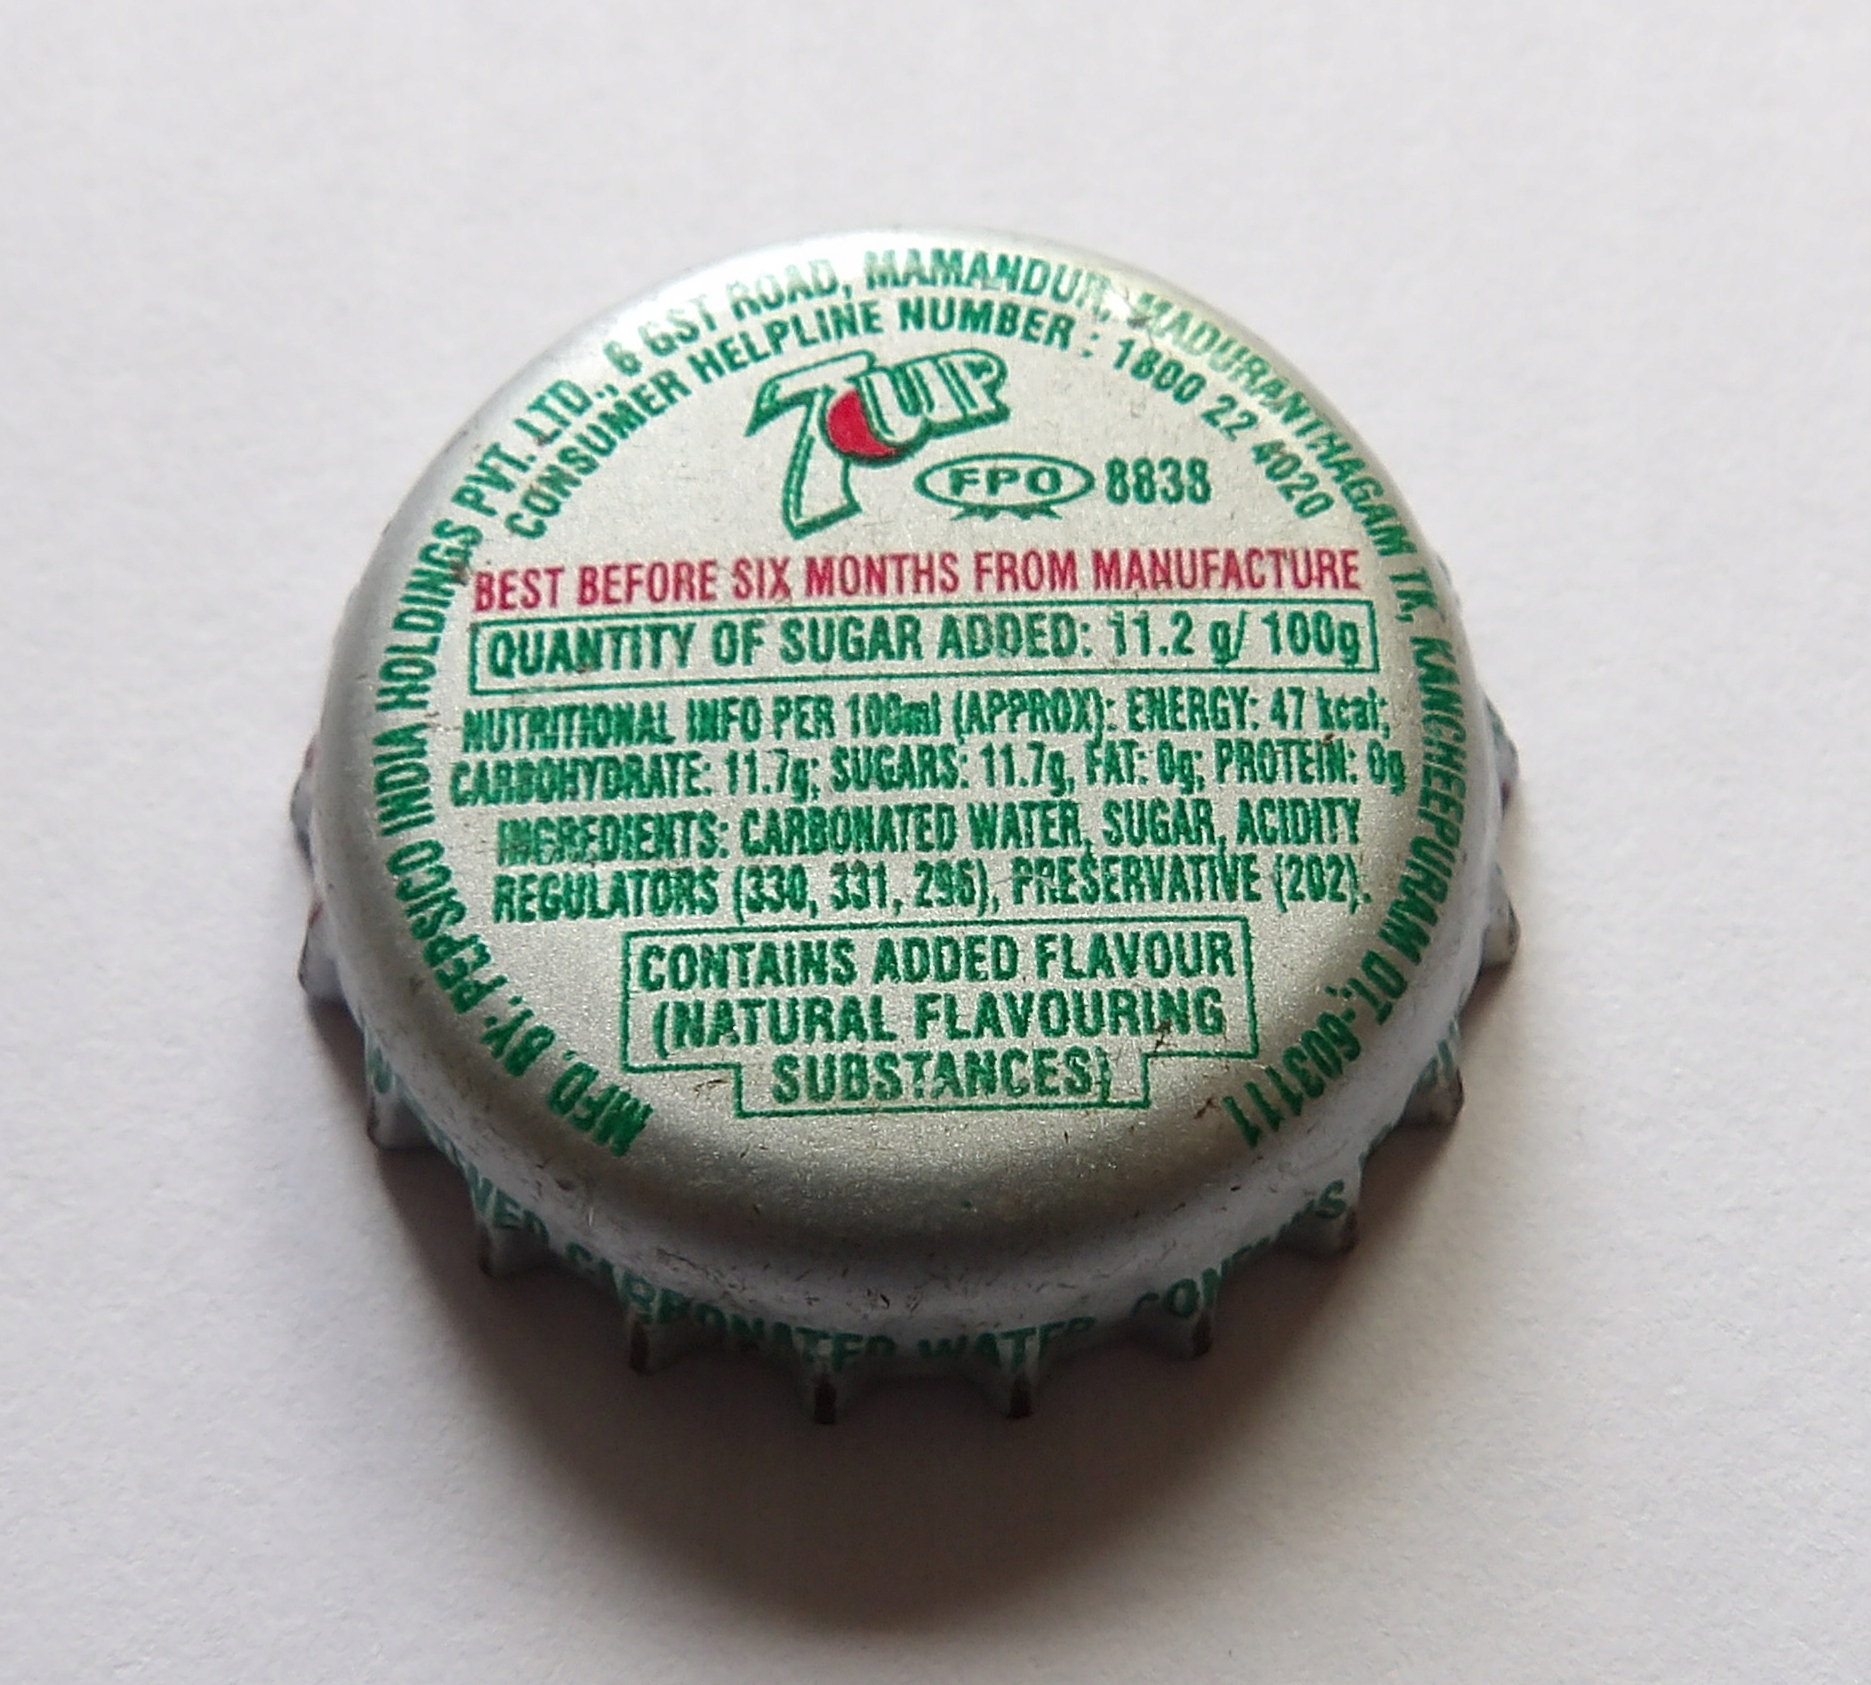 MFD. BY: PEPSICO INDIA HOLDINGS PVT. LTD., 6 GST ROAD, MAMANDUR, MADURANTHAGAM TK, KANCHEEPURAM DT.-603111
CONSUMER HELPLINE NUMBER : 1800 22 4020
7UP
FPO 8838
BEST BEFORE SIX MONTHS FROM MANUFACTURE
QUANTITY OF SUGAR ADDED: 11.2 g/ 100g
NUTRITIONAL INFO PER 100ml (APPROX): ENERGY: 47 kcal;
CARBOHYDRATE: 11.7g; SUGARS: 11.7g, FAT: 0g; PROTEIN: 0g
INGREDIENTS: CARBONATED WATER, SUGAR, ACIDITY
REGULATORS (330, 331, 296), PRESERVATIVE (202).
CONTAINS ADDED FLAVOUR
(NATURAL FLAVOURING
SUBSTANCES)
CARBONATED WATER CONTAINS